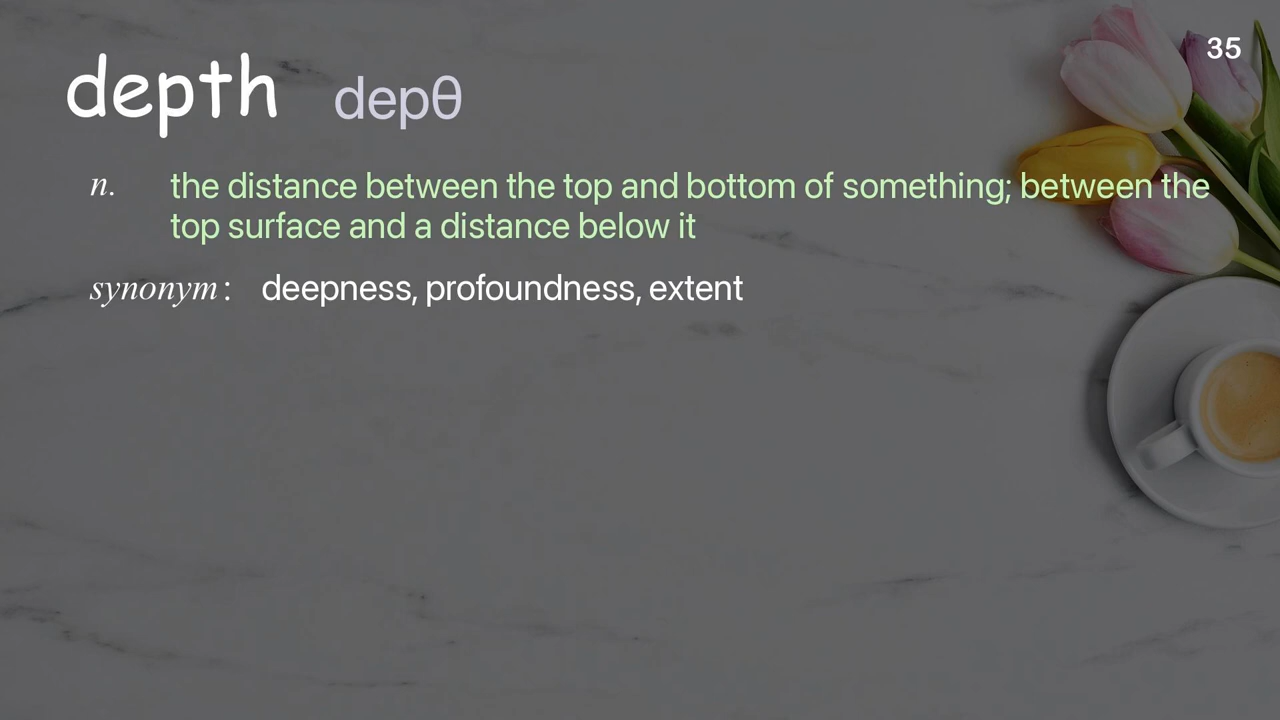 35
depth depθ
n. the distance between the top and bottom of something; between the
top surface and a distance below it
synonym: deepness, profoundness, extent